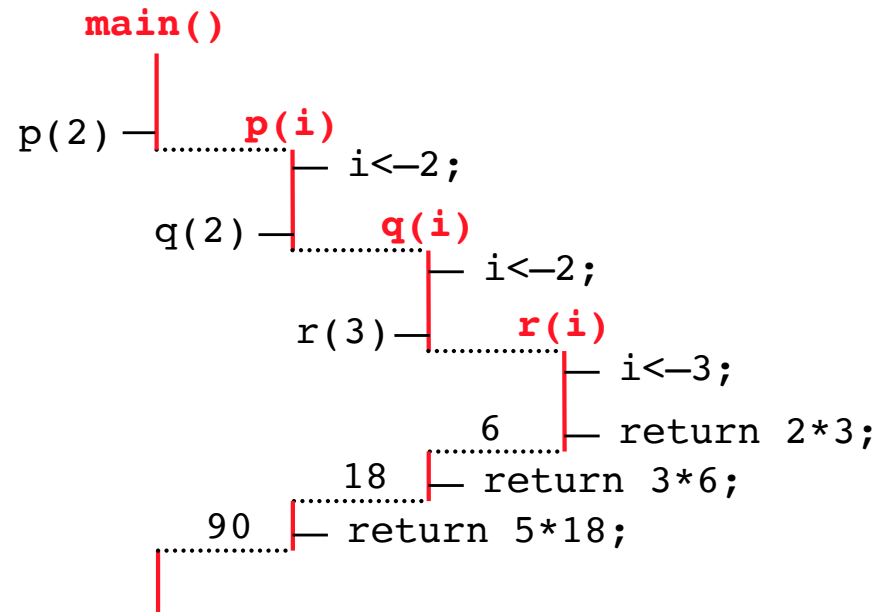 main()
p(2)
p(i)
i<–2;
q(2)
q(i)
i<–2;
r(3)
r(i)
i<–3;
6
return 2*3;
18
return 3*6;
90
return 5*18;